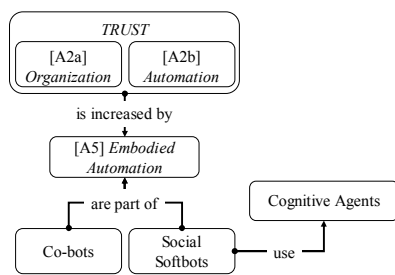 TRUST
[A2a]
Organization
[A2b]
Automation
is increased by
[A5] Embodied
Automation
are part of
Cognitive Agents
Co-bots
Social
Softbots
use